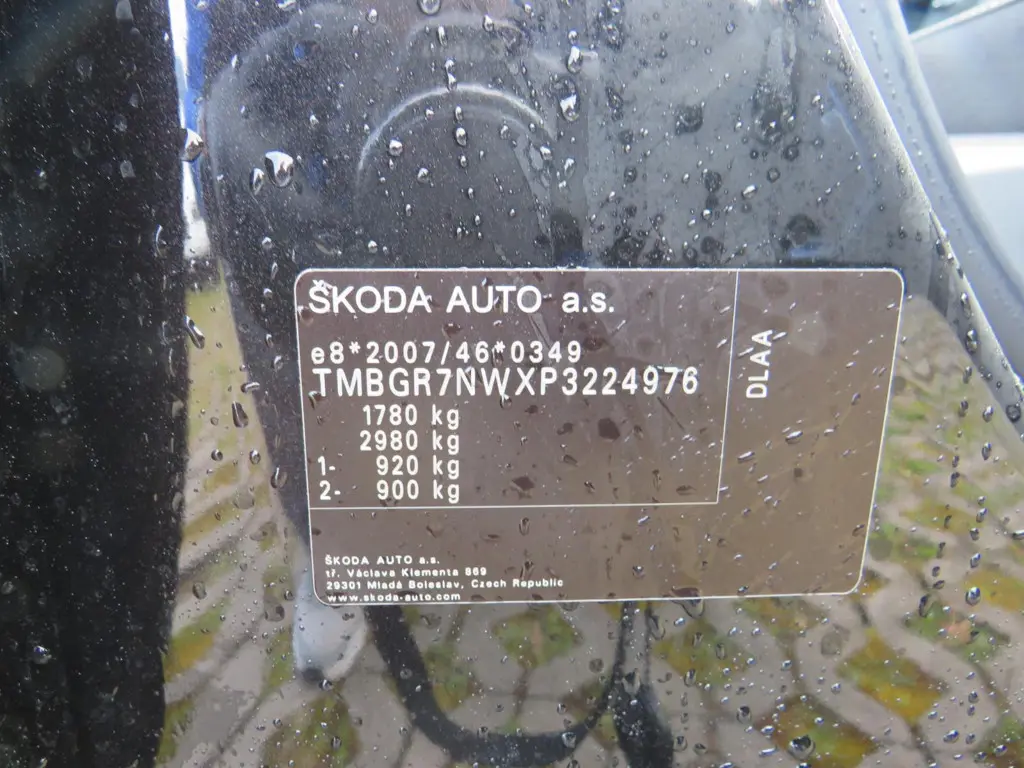 ŠKODA AUTO a.s.
e8*2007/46*0349
TMBGR7NWXP3224976
1780 kg
2980 kg
1- 920 kg
2- 900 kg
DLAA
ŠKODA AUTO a.s.
tř. Václava Klementa 869
29301 Mladá Boleslav, Czech Republic
www.skoda-auto.com